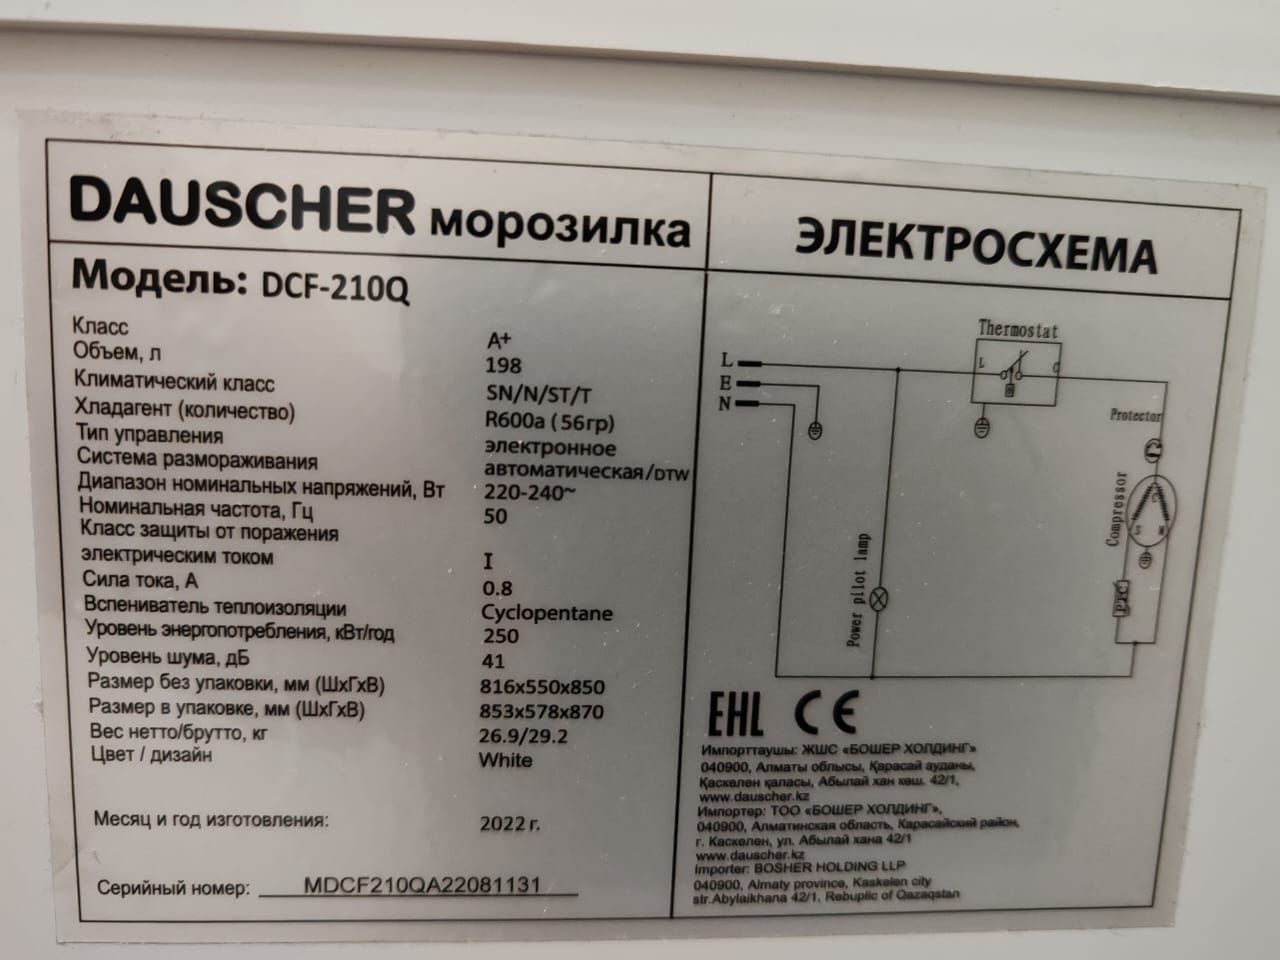 DAUSCHER морозилка
Модель: DCF-210Q
Класс A+
Объем, л 198
Климатический класс SN/N/ST/T
Хладагент (количество) R600a (56гр)
Тип управления электронное
Система размораживания автоматическая/DTW
Диапазон номинальных напряжений, Вт 220-240~
Номинальная частота, Гц 50
Класс защиты от поражения
электрическим током I
Сила тока, А 0.8
Вспениватель теплоизоляции Cyclopentane
Уровень энергопотребления, кВт/год 250
Уровень шума, дБ 41
Размер без упаковки, мм (ШхГхВ) 816x550x850
Размер в упаковке, мм (ШхГхВ) 853x578x870
Вес нетто/брутто, кг 26.9/29.2
Цвет / дизайн White
Месяц и год изготовления: 2022 г.
Серийный номер: MDCF210QA22081131
ЭЛЕКТРОСХЕМА
Thermostat
L L C
E
N
Protector
Compressor
C
S M
PTC
Power pilot lamp
EAC CE
Импорттаушы: ЖШС «БОШЕР ХОЛДИНГ»
040900, Алматы облысы, Қарасай ауданы,
Қаскелен қаласы, Абылай хан көш. 42/1,
www.dauscher.kz
Импортер: ТОО «БОШЕР ХОЛДИНГ»,
040900, Алматинская область, Карасайский район,
г. Каскелен, ул. Абылай хана 42/1
www.dauscher.kz
Importer: BOSHER HOLDING LLP
040900, Almaty province, Kaskelen city
str.Abylaikhana 42/1, Rebuplic of Qazaqstan